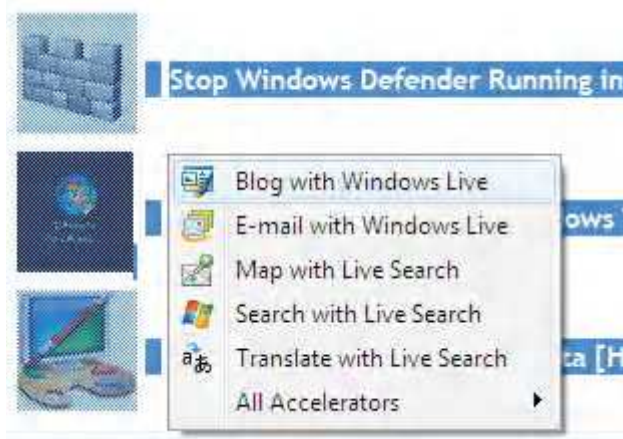 Stop Windows Defender Running in
Blog with Windows Live
E-mail with Windows Live
ows
Map with Live Search
Search with Live Search
Translate with Live Search
ta [H
All Accelerators